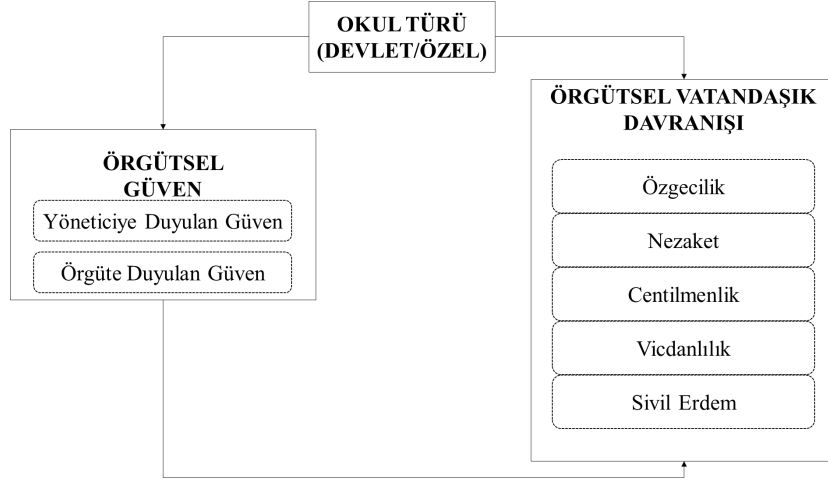 OKUL TÜRÜ
(DEVLET/ÖZEL)
ÖRGÜTSEL
GÜVEN
Yöneticiye Duyulan Güven
Örgüte Duyulan Güven
ÖRGÜTSEL VATANDAŞIK
DAVRANIŞI
Özgecilik
Nezaket
Centilmenlik
Vicdanlılık
Sivil Erdem